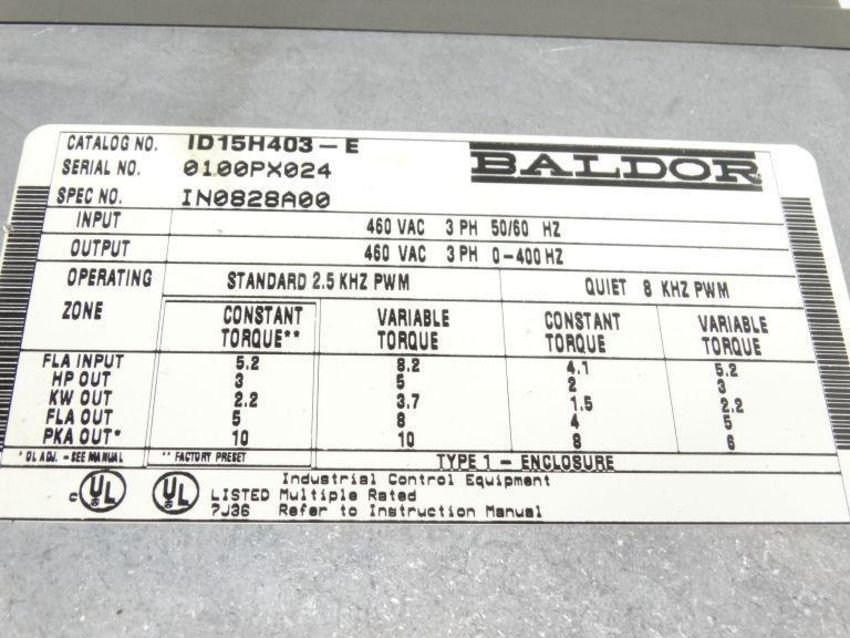 CATALOG NO. ID15H403-E
BALDOR
SERIAL NO. 0100PX024
SPEC NO. IN0828A00
INPUT 460 VAC 3 PH 50/60 HZ
OUTPUT 460 VAC 3 PH 0-400 HZ
OPERATING ZONE STANDARD 2.5 KHZ PWM QUIET 8 KHZ PWM
CONSTANT TORQUE** VARIABLE TORQUE CONSTANT TORQUE VARIABLE TORQUE
FLA INPUT 5.2 8.2 4.1 5.2
HP OUT 3 5 2 3
KW OUT 2.2 3.7 1.5 2.2
FLA OUT 5 8 4 5
PKA OUT* 10 10 8 6
* OL ADJ. - SEE MANUAL ** FACTORY PRESET TYPE 1 - ENCLOSURE
c UL UL
Industrial Control Equipment
LISTED Multiple Rated
7J36 Refer to Instruction Manual